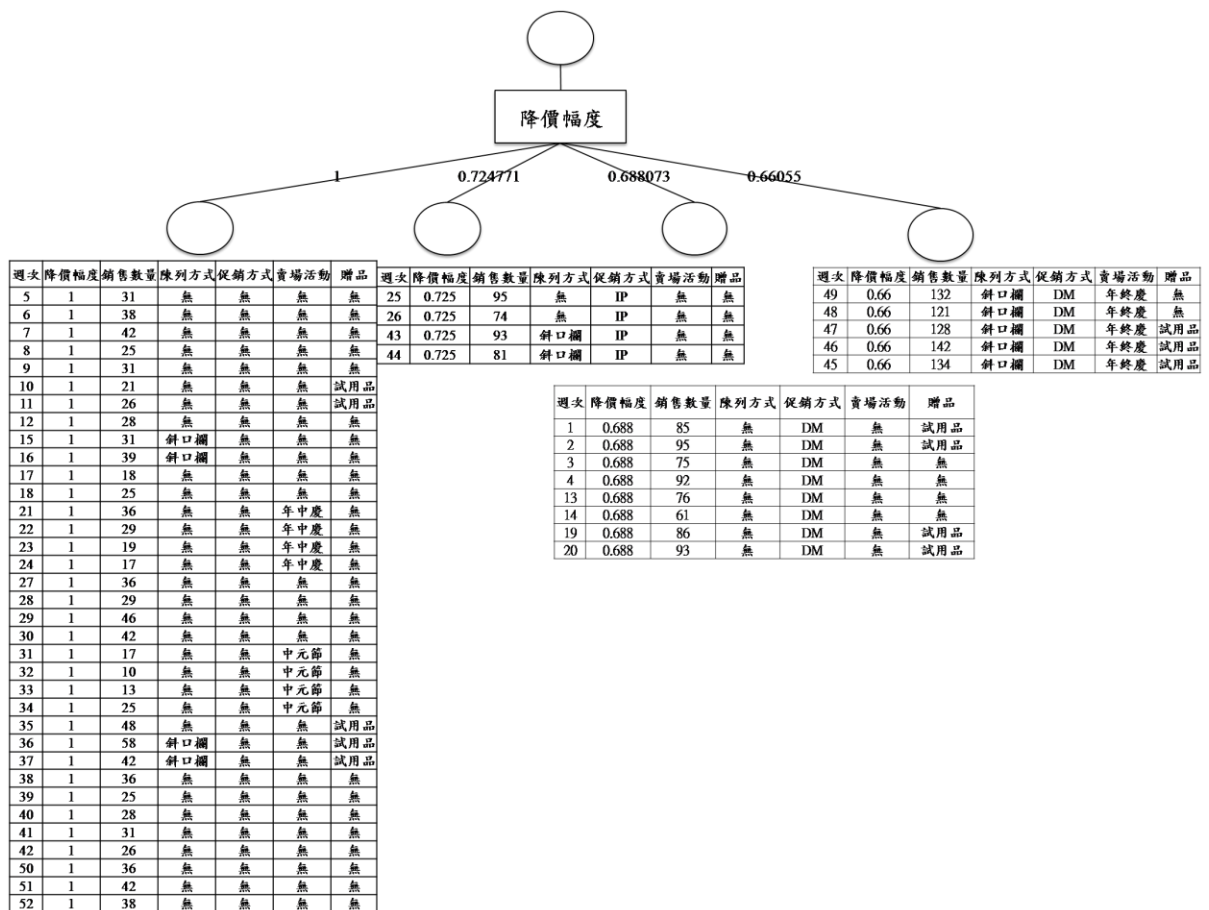 降價幅度
1
0.724771
0.688073
0.66055
週次 降價幅度 銷售數量 陳列方式 促銷方式 賣場活動 贈品
5 1 31 無 無 無 無
6 1 38 無 無 無 無
7 1 42 無 無 無 無
8 1 25 無 無 無 無
9 1 31 無 無 無 無
10 1 21 無 無 無 試用品
11 1 26 無 無 無 試用品
12 1 28 無 無 無 無
15 1 31 斜口欄 無 無 無
16 1 39 斜口欄 無 無 無
17 1 18 無 無 無 無
18 1 25 無 無 無 無
21 1 36 無 無 年中慶 無
22 1 29 無 無 年中慶 無
23 1 19 無 無 年中慶 無
24 1 17 無 無 年中慶 無
27 1 36 無 無 無 無
28 1 29 無 無 無 無
29 1 46 無 無 無 無
30 1 42 無 無 無 無
31 1 17 無 無 中元節 無
32 1 10 無 無 中元節 無
33 1 13 無 無 中元節 無
34 1 25 無 無 中元節 無
35 1 48 無 無 無 試用品
36 1 58 斜口欄 無 無 試用品
37 1 42 斜口欄 無 無 試用品
38 1 36 無 無 無 無
39 1 25 無 無 無 無
40 1 28 無 無 無 無
41 1 31 無 無 無 無
42 1 26 無 無 無 無
50 1 36 無 無 無 無
51 1 42 無 無 無 無
52 1 38 無 無 無 無
週次 降價幅度 銷售數量 陳列方式 促銷方式 賣場活動 贈品
25 0.725 95 無 IP 無 無
26 0.725 74 無 IP 無 無
43 0.725 93 斜口欄 IP 無 無
44 0.725 81 斜口欄 IP 無 無
週次 降價幅度 銷售數量 陳列方式 促銷方式 賣場活動 贈品
1 0.688 85 無 DM 無 試用品
2 0.688 95 無 DM 無 試用品
3 0.688 75 無 DM 無 無
4 0.688 92 無 DM 無 無
13 0.688 76 無 DM 無 無
14 0.688 61 無 DM 無 無
19 0.688 86 無 DM 無 試用品
20 0.688 93 無 DM 無 試用品
週次 降價幅度 銷售數量 陳列方式 促銷方式 賣場活動 贈品
49 0.66 132 斜口欄 DM 年終慶 無
48 0.66 121 斜口欄 DM 年終慶 無
47 0.66 128 斜口欄 DM 年終慶 試用品
46 0.66 142 斜口欄 DM 年終慶 試用品
45 0.66 134 斜口欄 DM 年終慶 試用品